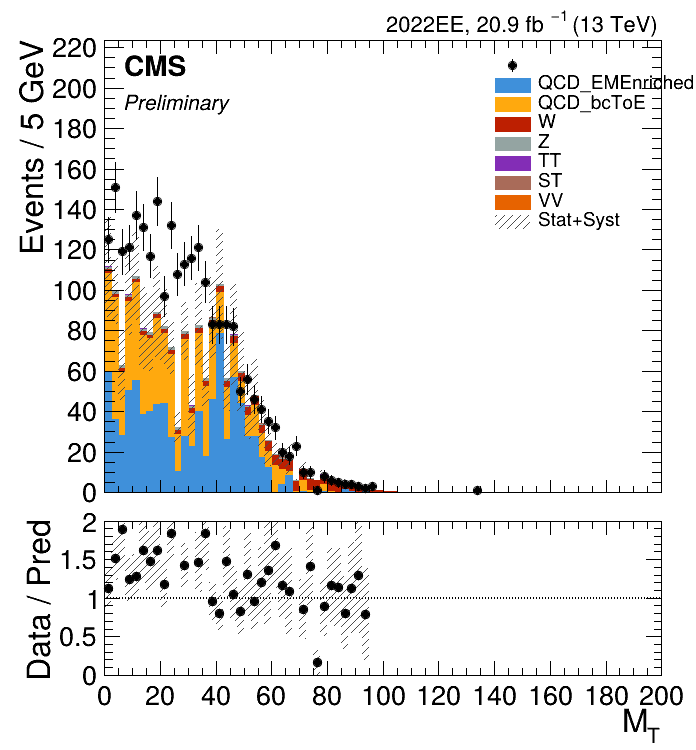 2022EE, 20.9 fb⁻¹ (13 TeV)
CMS
Preliminary
Events / 5 GeV
220
200
180
160
140
120
100
80
60
40
20
0
QCD_EMEnriched
QCD_bcToE
W
Z
TT
ST
VV
Stat+Syst
Data / Pred
2
1.5
1
0.5
0
0 20 40 60 80 100 120 140 160 180 200
M_T